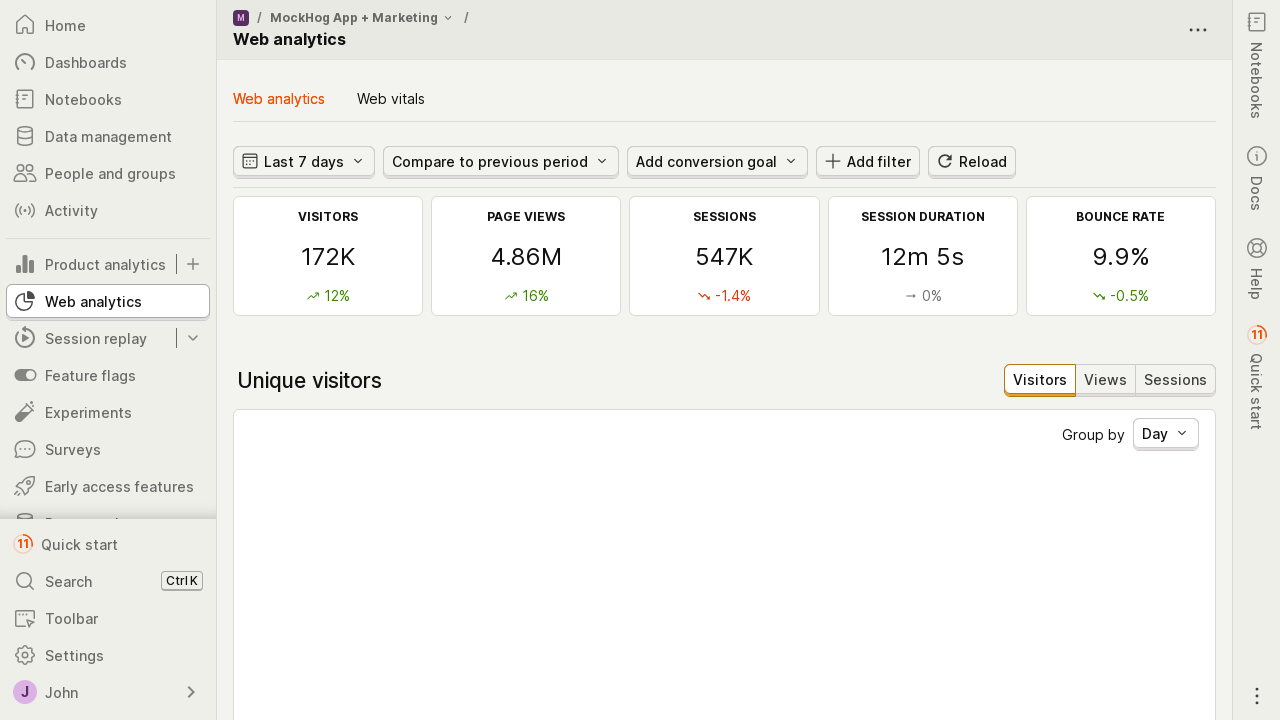 Home
Dashboards
Notebooks
Data management
People and groups
Activity
Product analytics
Web analytics
Session replay
Feature flags
Experiments
Surveys
Early access features
11 Quick start
Search Ctrl K
Toolbar
Settings
J John
M / MockHog App + Marketing /
Web analytics
Web analytics Web vitals
Last 7 days Compare to previous period Add conversion goal Add filter Reload
VISITORS PAGE VIEWS SESSIONS SESSION DURATION BOUNCE RATE
172K 4.86M 547K 12m 5s 9.9%
12% 16% -1.4% 0% -0.5%
Unique visitors Visitors Views Sessions
Group by Day
Notebooks
Docs
Help
11 Quick start